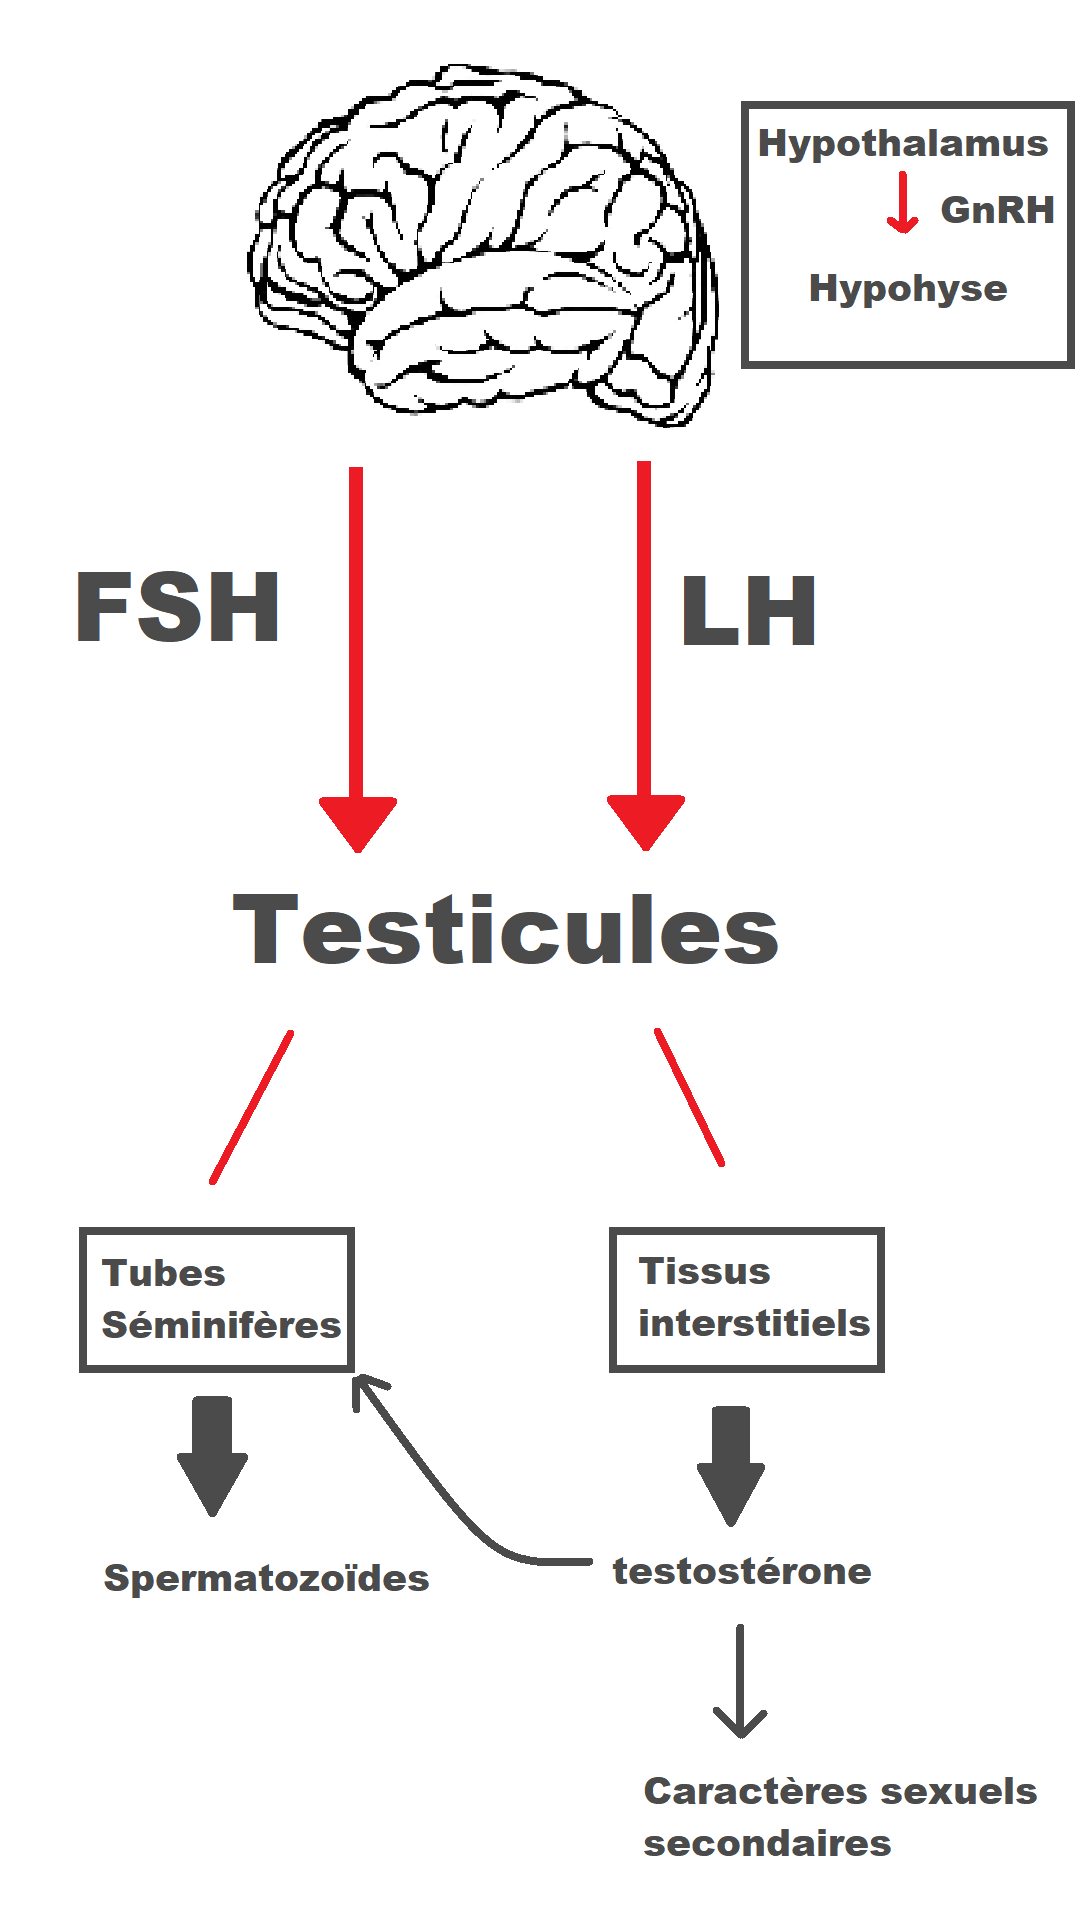 Hypothalamus
GnRH
Hypohyse
FSH
LH
Testicules
Tubes
Séminifères
Tissus
interstitiels
Spermatozoïdes
testostérone
Caractères sexuels
secondaires